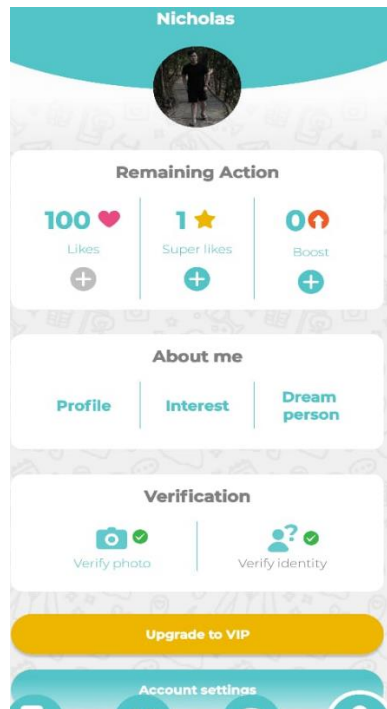 Nicholas
Remaining Action
100 1 0
Likes Super likes Boost
About me
Profile Interest Dream person
Verification
Verify photo Verify identity
Upgrade to VIP
Account settings